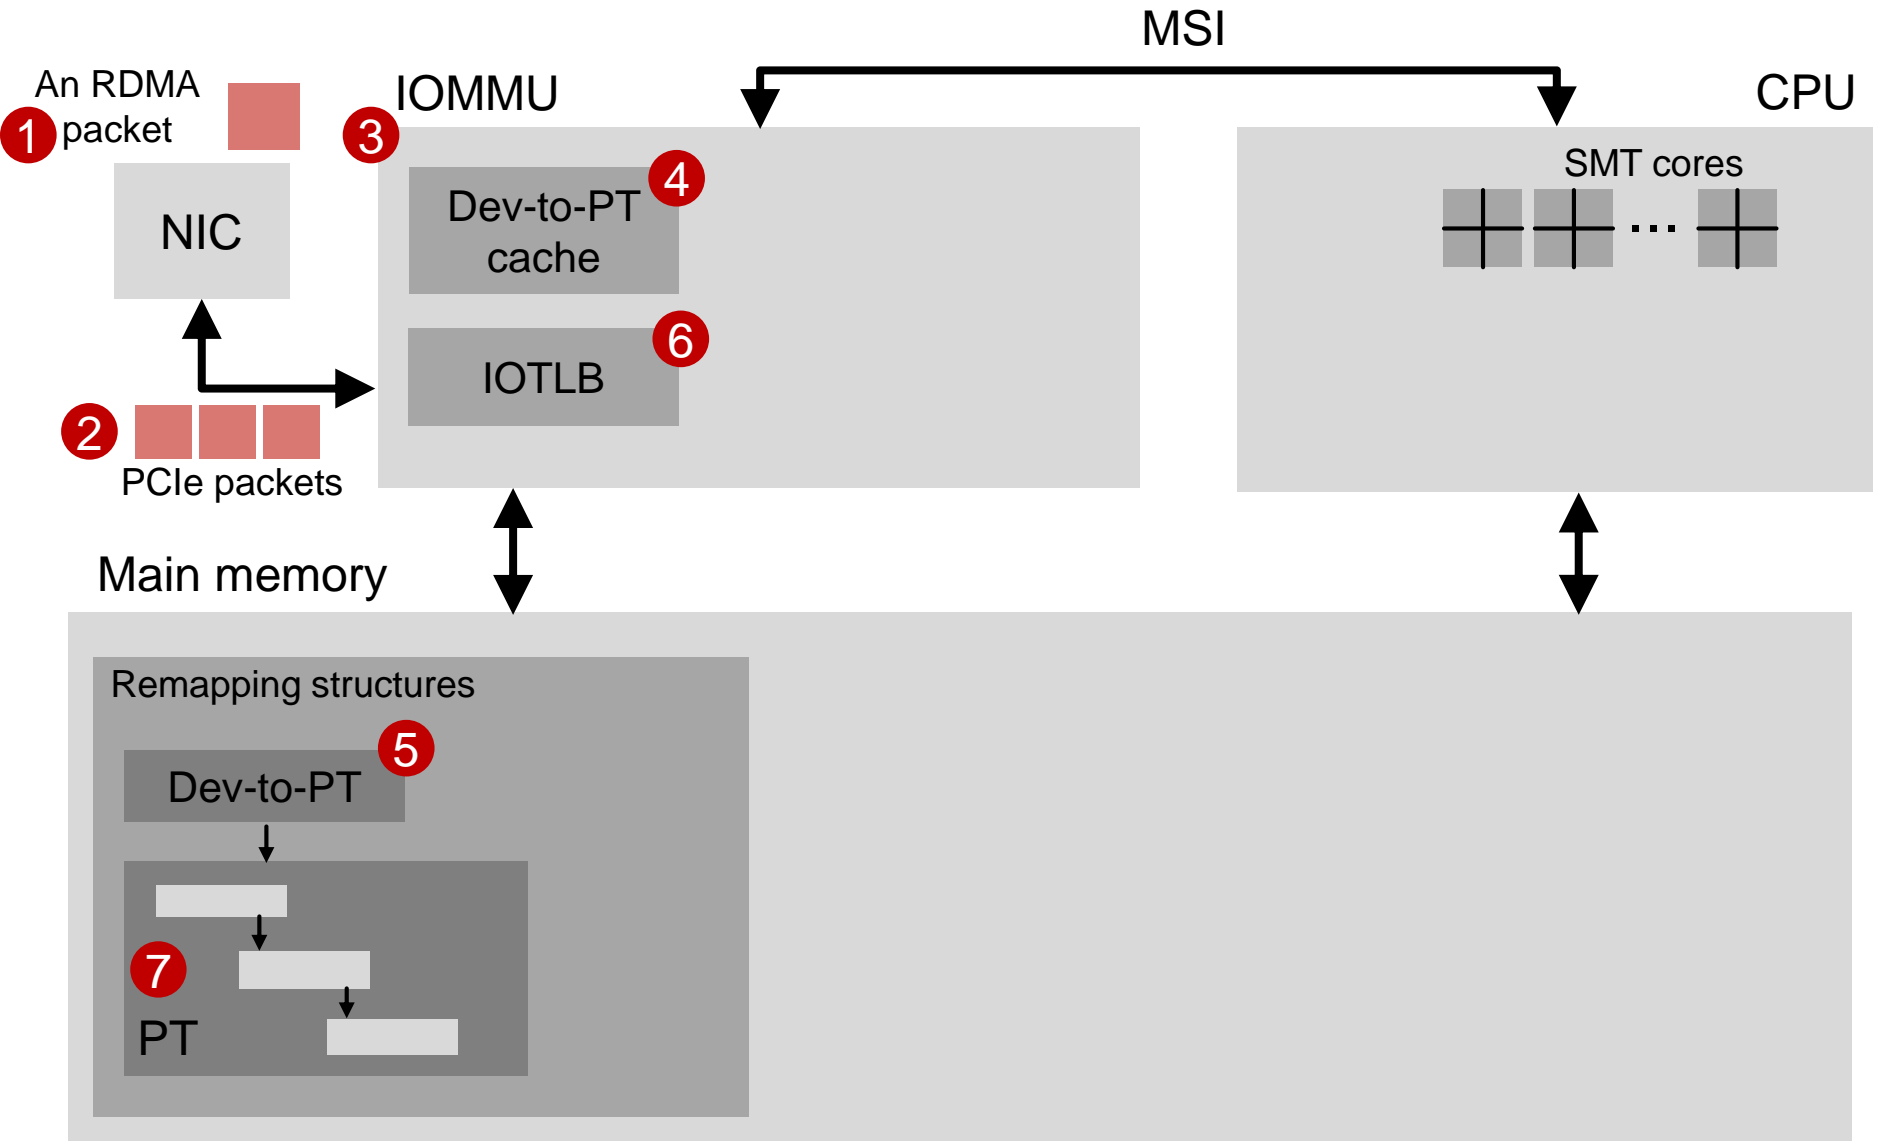 MSI
An RDMA
packet
1
IOMMU
3
CPU
NIC
Dev-to-PT
cache
4
SMT cores
...
IOTLB
6
2
PCIe packets
Main memory
Remapping structures
Dev-to-PT
5
7
PT